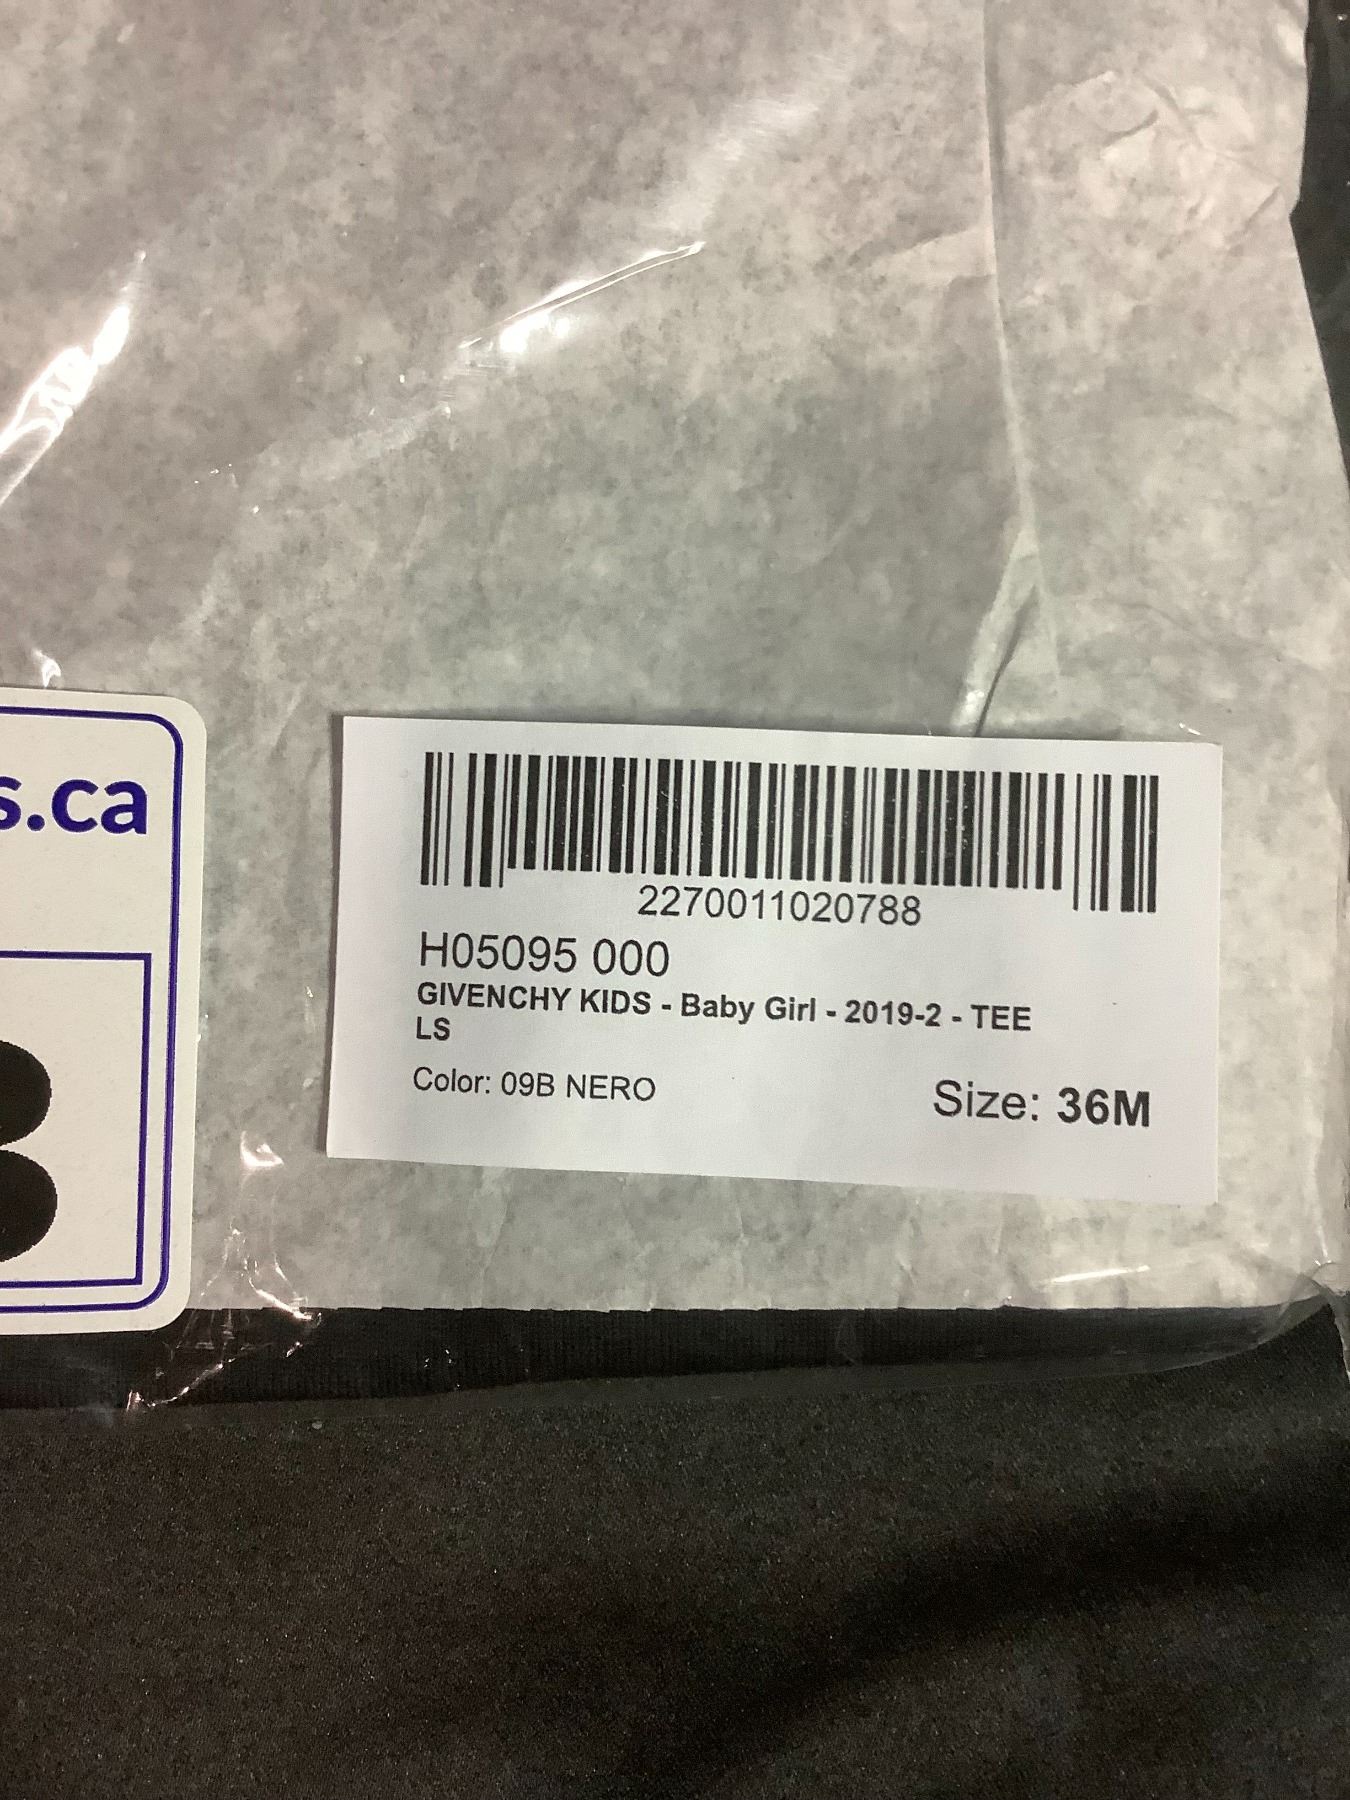 s.ca
2270011020788
H05095 000
GIVENCHY KIDS - Baby Girl - 2019-2 - TEE
LS
Color: 09B NERO
Size: 36M